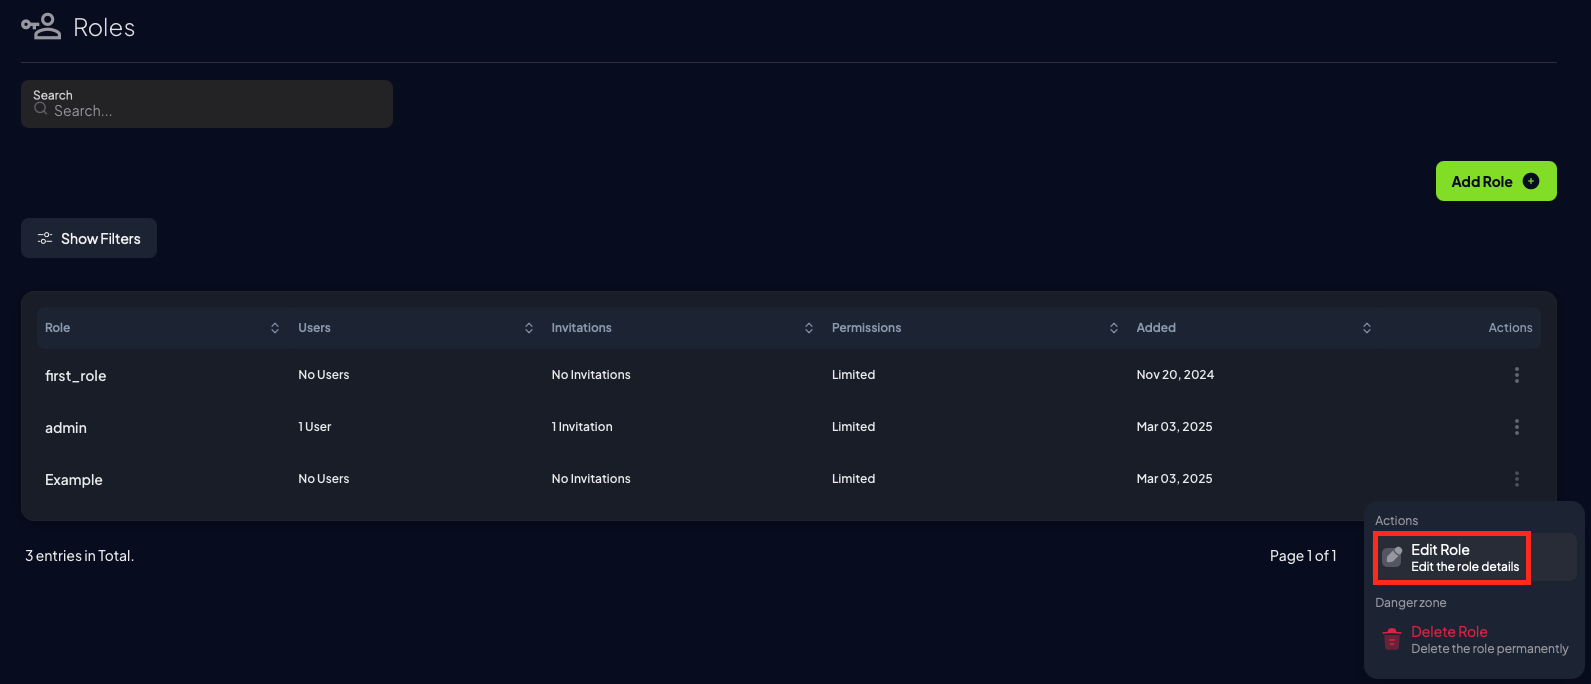 Roles
Search
Search...
Add Role
Show Filters
Role Users Invitations Permissions Added Actions
first_role No Users No Invitations Limited Nov 20, 2024
admin 1 User 1 Invitation Limited Mar 03, 2025
Example No Users No Invitations Limited Mar 03, 2025
3 entries in Total.
Page 1 of 1
Actions
Edit Role
Edit the role details
Danger zone
Delete Role
Delete the role permanently